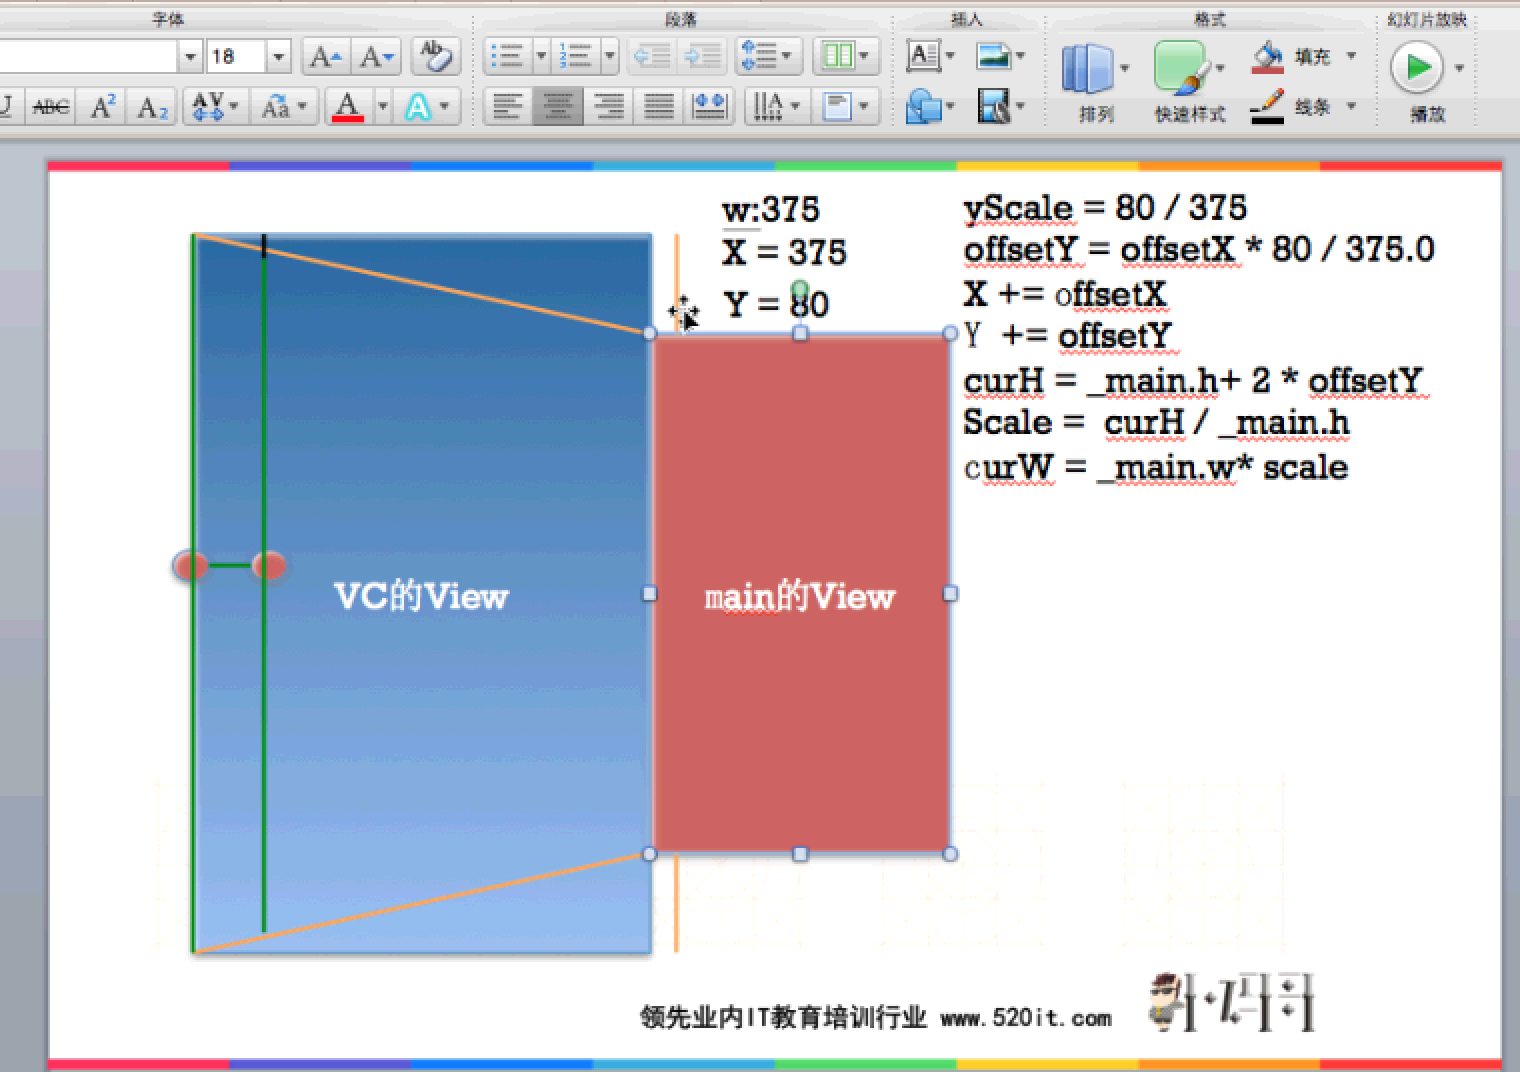 字体
段落
插入
格式
幻灯片放映
18
填充
ABC
排列
快速样式
线条
播放
w:375
X = 375
Y = 80
yScale = 80 / 375
offsetY = offsetX * 80 / 375.0
X += offsetX
Y += offsetY
curH = _main.h+ 2 * offsetY
Scale = curH / _main.h
curW = _main.w* scale
VC的View
main的View
领先业内IT教育培训行业 www.520it.com